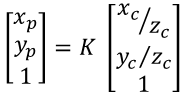 [x_p
y_p
1] = K [x_c/z_c
y_c/z_c
1]